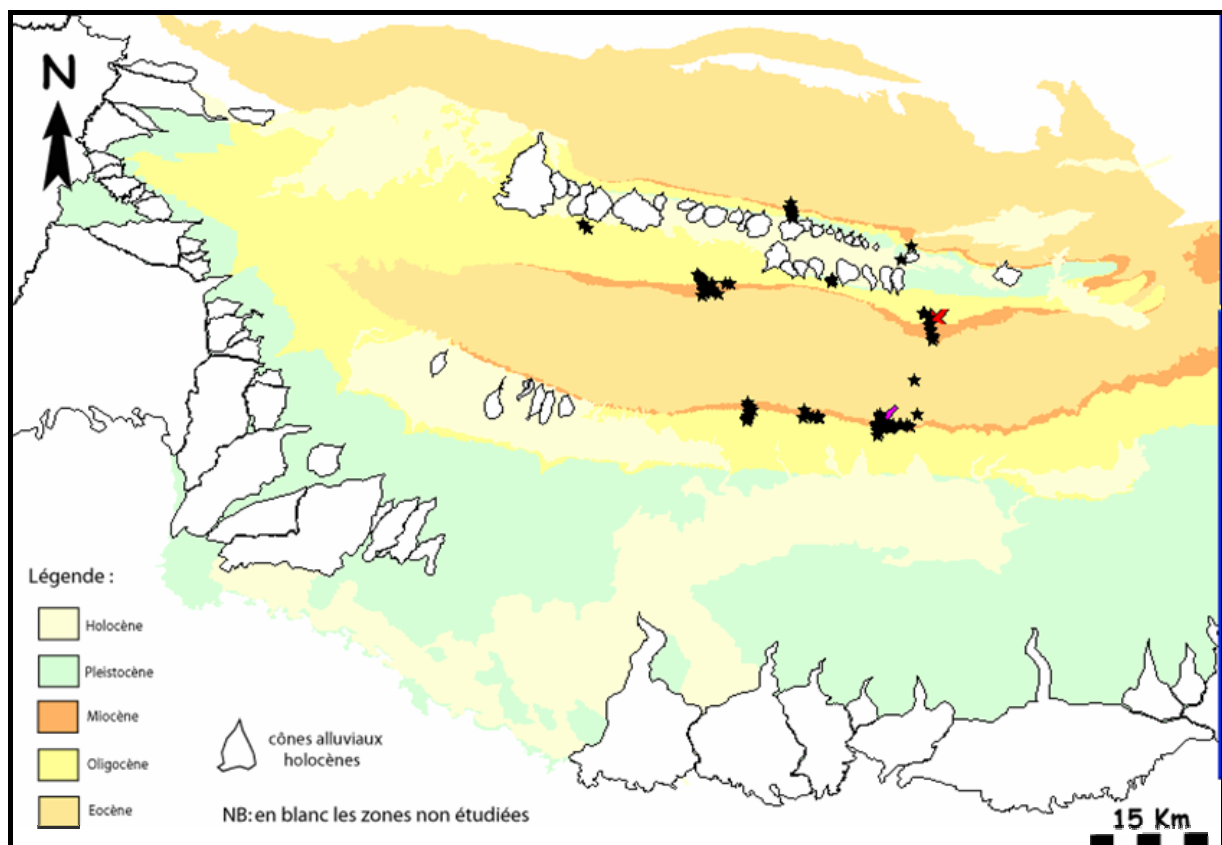 N
Légende :
Holocène
Pleistocène
Miocène
Oligocène
Eocène
cônes alluviaux
holocènes
NB: en blanc les zones non étudiées
15 Km